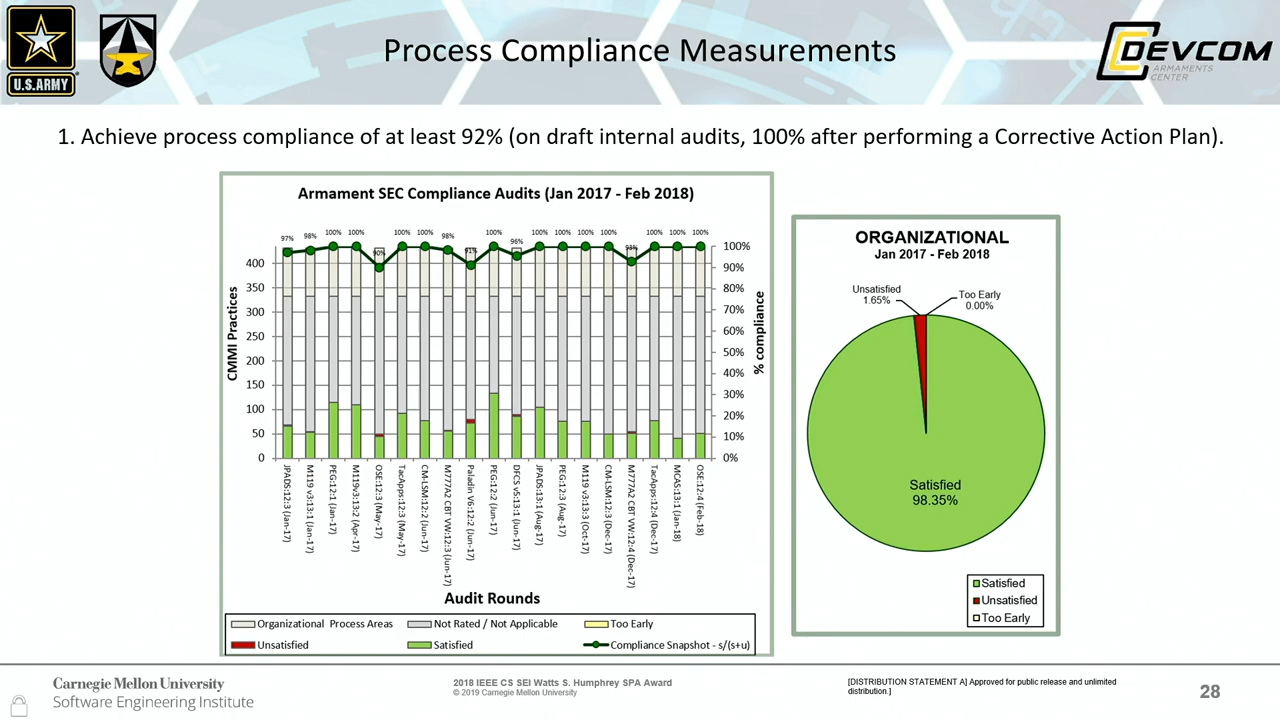 U.S.ARMY
Process Compliance Measurements
DEVCOM
ARMAMENTS
CENTER
1. Achieve process compliance of at least 92% (on draft internal audits, 100% after performing a Corrective Action Plan).
Armament SEC Compliance Audits (Jan 2017 - Feb 2018)
97% 98% 100% 100% 90% 100% 100% 98% 91% 100% 96% 100% 100% 100% 100% 93% 100% 100% 100%
CMMI Practices
400
350
300
250
200
150
100
50
0
100%
90%
80%
70%
60%
50%
40%
30%
20%
10%
0%
% compliance
JPADS:12:3 (Jan-17)
M119 v3:13:1 (Jan-17)
PEG:12:1 (Jan-17)
M119v3:13:2 (Apr-17)
OSE:12:3 (May-17)
TacApps:12:3 (May-17)
CM-LSM:12:2 (Jun-17)
M777A2 CBT VW:12:3 (Jun-17)
Paladin V6:12:2 (Jun-17)
PEG:12:2 (Jun-17)
DFCS v5:13:1 (Jun-17)
JPADS:13:1 (Aug-17)
PEG:12:3 (Aug-17)
M119 v3:13:3 (Oct-17)
CM-LSM:12:3 (Dec-17)
M777A2 CBT VW:12:4 (Dec-17)
TacApps:12:4 (Dec-17)
MCAS:13:1 (Jan-18)
OSE:12:4 (Feb-18)
Audit Rounds
Organizational Process Areas
Not Rated / Not Applicable
Too Early
Unsatisfied
Satisfied
Compliance Snapshot - s/(s+u)
ORGANIZATIONAL
Jan 2017 - Feb 2018
Unsatisfied
1.65%
Too Early
0.00%
Satisfied
98.35%
Satisfied
Unsatisfied
Too Early
Carnegie Mellon University
Software Engineering Institute
2018 IEEE CS SEI Watts S. Humphrey SPA Award
© 2019 Carnegie Mellon University
[DISTRIBUTION STATEMENT A] Approved for public release and unlimited
distribution.]
28